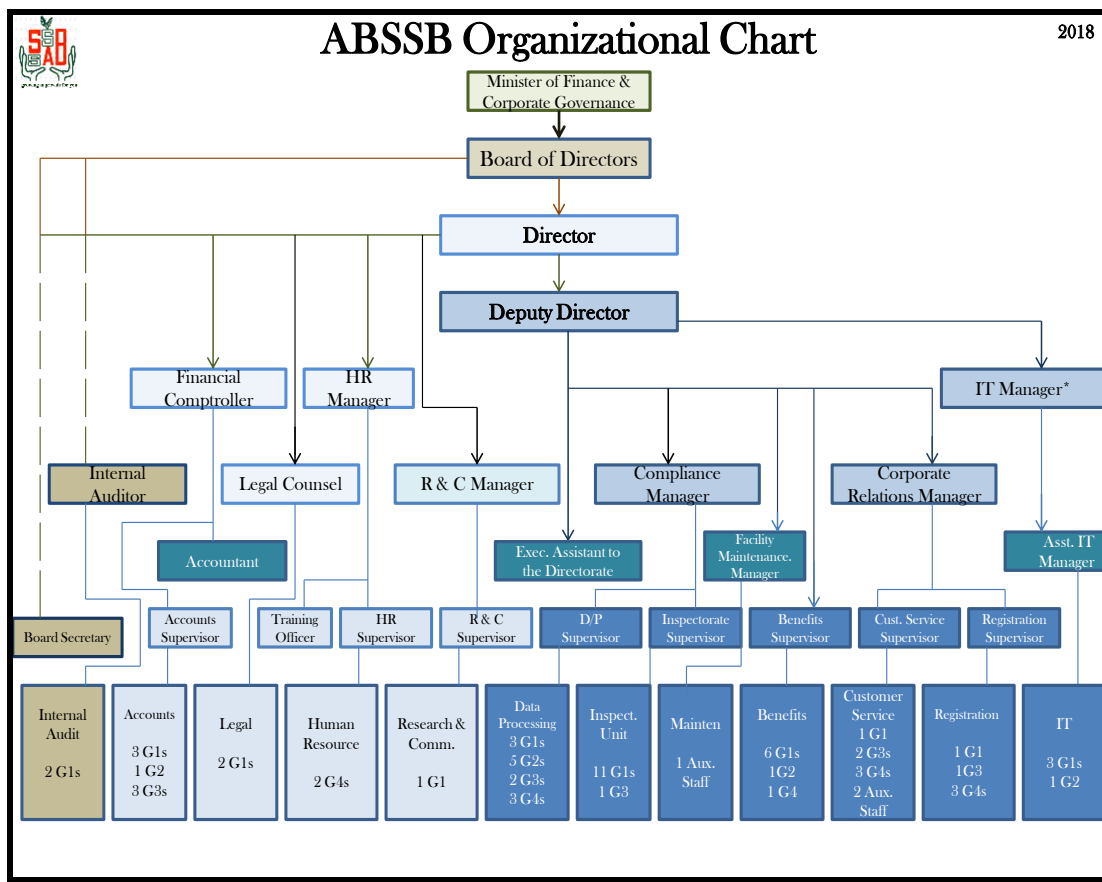 ABSSB Organizational Chart
2018
Minister of Finance &
Corporate Governance
Board of Directors
Director
Deputy Director
Financial
Comptroller
HR
Manager
IT Manager*
Internal
Auditor
Legal Counsel
R & C Manager
Compliance
Manager
Corporate
Relations Manager
Accountant
Exec. Assistant to
the Directorate
Facility
Maintenance.
Manager
Asst. IT
Manager
Board Secretary
Accounts
Supervisor
Training
Officer
HR
Supervisor
R & C
Supervisor
D/P
Supervisor
Inspectorate
Supervisor
Benefits
Supervisor
Cust. Service
Supervisor
Registration
Supervisor
Internal
Audit
2 G1s
Accounts
3 G1s
1 G2
3 G3s
Legal
2 G1s
Human
Resource
2 G4s
Research &
Comm.
1 G1
Data
Processing
3 G1s
5 G2s
2 G3s
3 G4s
Inspect.
Unit
11 G1s
1 G3
Mainten
1 Aux.
Staff
Benefits
6 G1s
1G2
1 G4
Customer
Service
1 G1
2 G3s
3 G4s
2 Aux.
Staff
Registration
1 G1
1G3
3 G4s
IT
3 G1s
1 G2